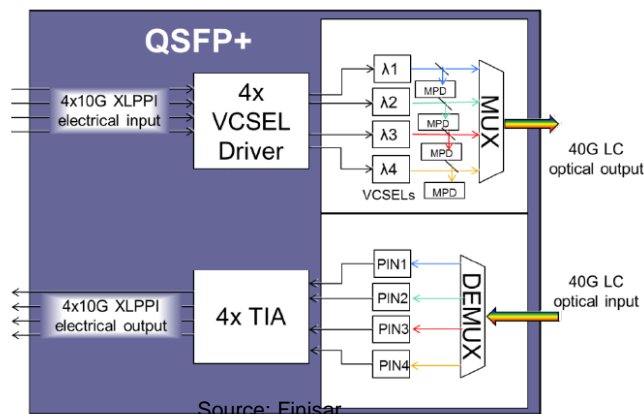 QSFP+
4x10G XLPPI
electrical input
4x
VCSEL
Driver
λ1
λ2
λ3
λ4
VCSELs
MPD
MPD
MPD
MPD
MUX
40G LC
optical output
4x10G XLPPI
electrical output
4x TIA
PIN1
PIN2
PIN3
PIN4
DEMUX
40G LC
optical input
Source: Finisar